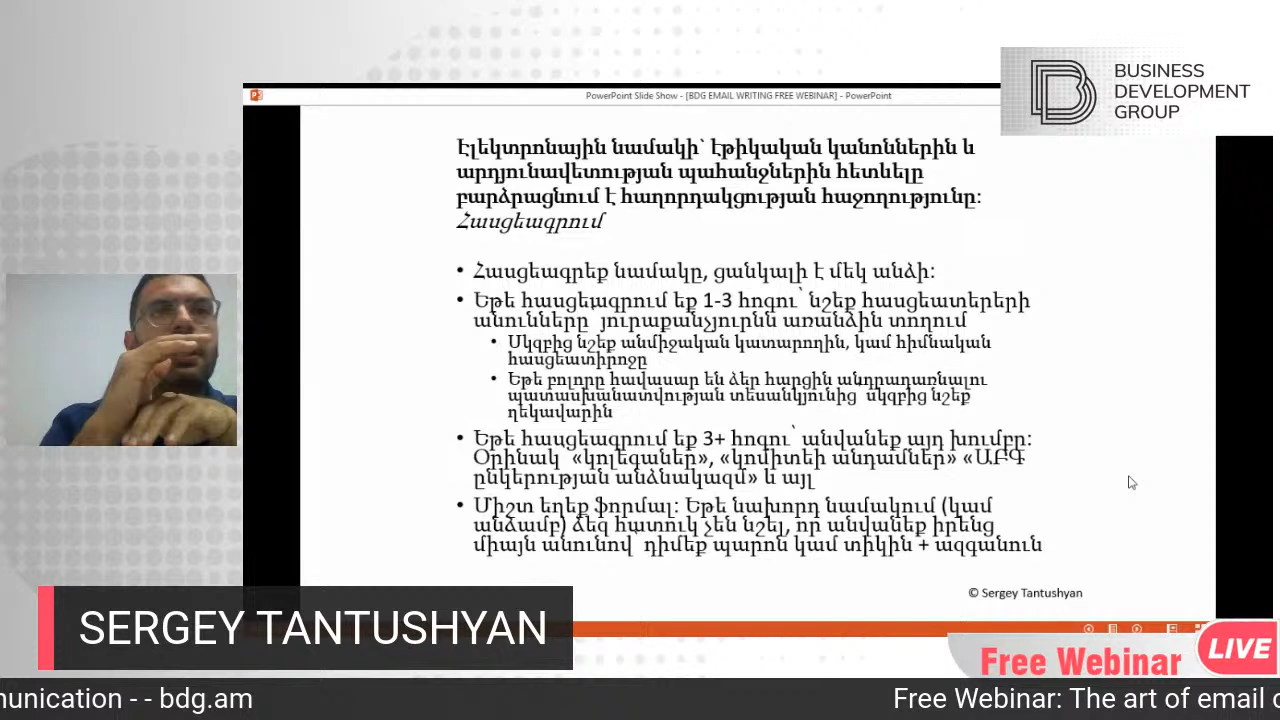 BUSINESS
DEVELOPMENT
GROUP
PowerPoint Slide Show - [BDG EMAIL WRITING FREE WEBINAR] - PowerPoint
Էլեկտրոնային նամակի՝ էթիկական կանոններին և
արդյունավետության պահանջներին հետևելը
բարձրացնում է հաղորդակցության հաջողությունը:
Հասցեագրում
• Հասցեագրեք նամակը, ցանկալի է մեկ անձի:
• Եթե հասցեագրում եք 1-3 հոգու՝ նշեք հասցեատերերի
անունները՝ յուրաքանչյուրնն առանձին տողում
• Սկզբից նշեք անմիջական կատարողին, կամ հիմնական
հասցեատիրոջը
• Եթե բոլորը հավասար են ձեր հարցին անդրադառնալու
պատասխանատվության տեսանկյունից՝ սկզբից նշեք
ղեկավարին
• Եթե հասցեագրում եք 3+ հոգու՝ անվանեք այդ խումբը:
Օրինակ՝ «կոլեգաներ», «կոմիտեի անդամներ» «ԱԲԳ
ընկերության անձնակազմ» և այլ
• Միշտ եղեք ֆորմալ: Եթե նախորդ նամակում (կամ
անձամբ) ձեզ հատուկ չեն նշել, որ անվանեք իրենց
միայն անունով՝ դիմեք պարոն կամ տիկին + ազգանուն
© Sergey Tantushyan
SERGEY TANTUSHYAN
LIVE
Free Webinar
munication - - bdg.am
Free Webinar: The art of email c